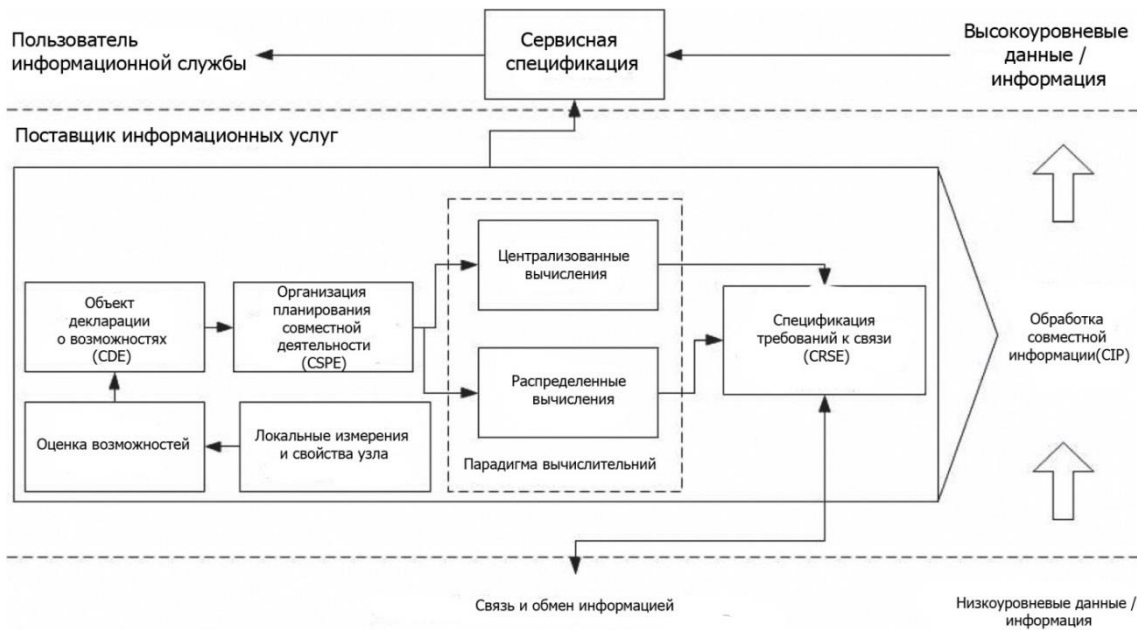 Пользователь
информационной службы
Сервисная
спецификация
Высокоуровневые
данные /
информация
Поставщик информационных услуг
Централизованные
вычисления
Объект
декларации
о возможностях
(CDE)
Организация
планирования
совместной
деятельности
(CSPE)
Спецификация
требований к связи
(CRSE)
Обработка
совместной
информации(CIP)
Распределенные
вычисления
Оценка возможностей
Локальные измерения
и свойства узла
Парадигма вычислительний
Связь и обмен информацией
Низкоуровневые данные /
информация